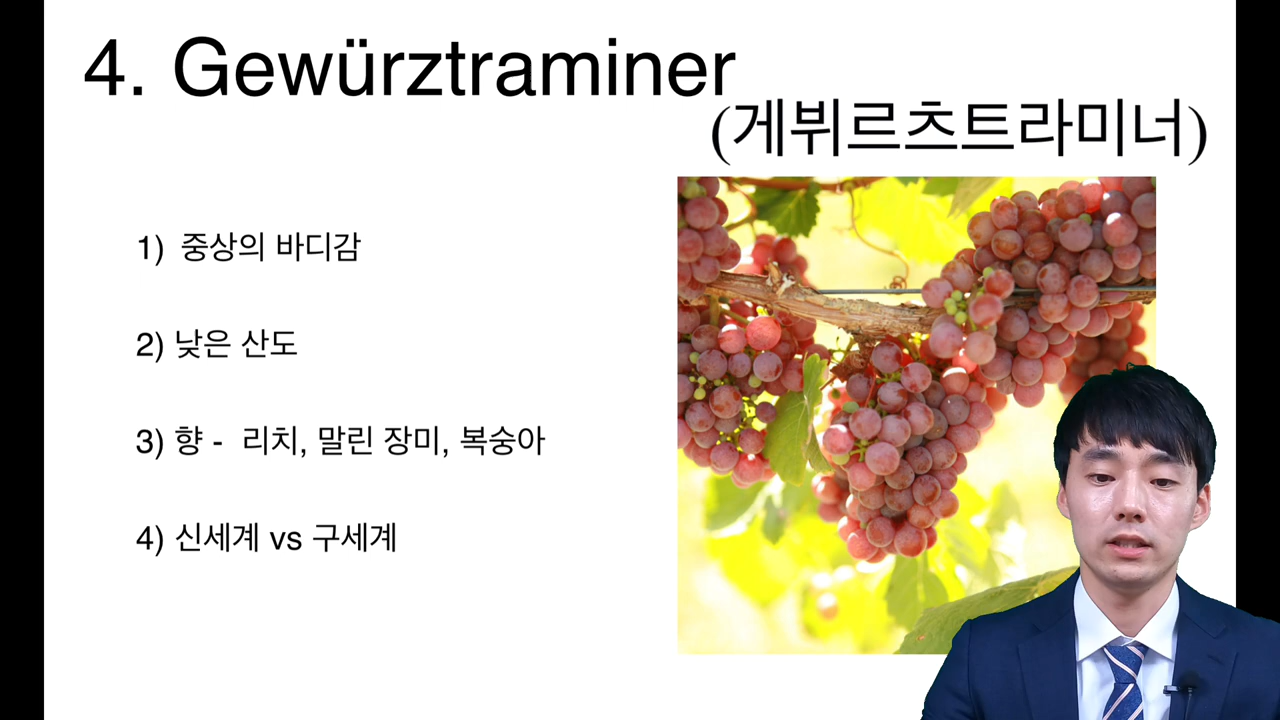 4. Gewürztraminer
(게뷔르츠트라미너)
1) 중상의 바디감
2) 낮은 산도
3) 향 - 리치, 말린 장미, 복숭아
4) 신세계 vs 구세계